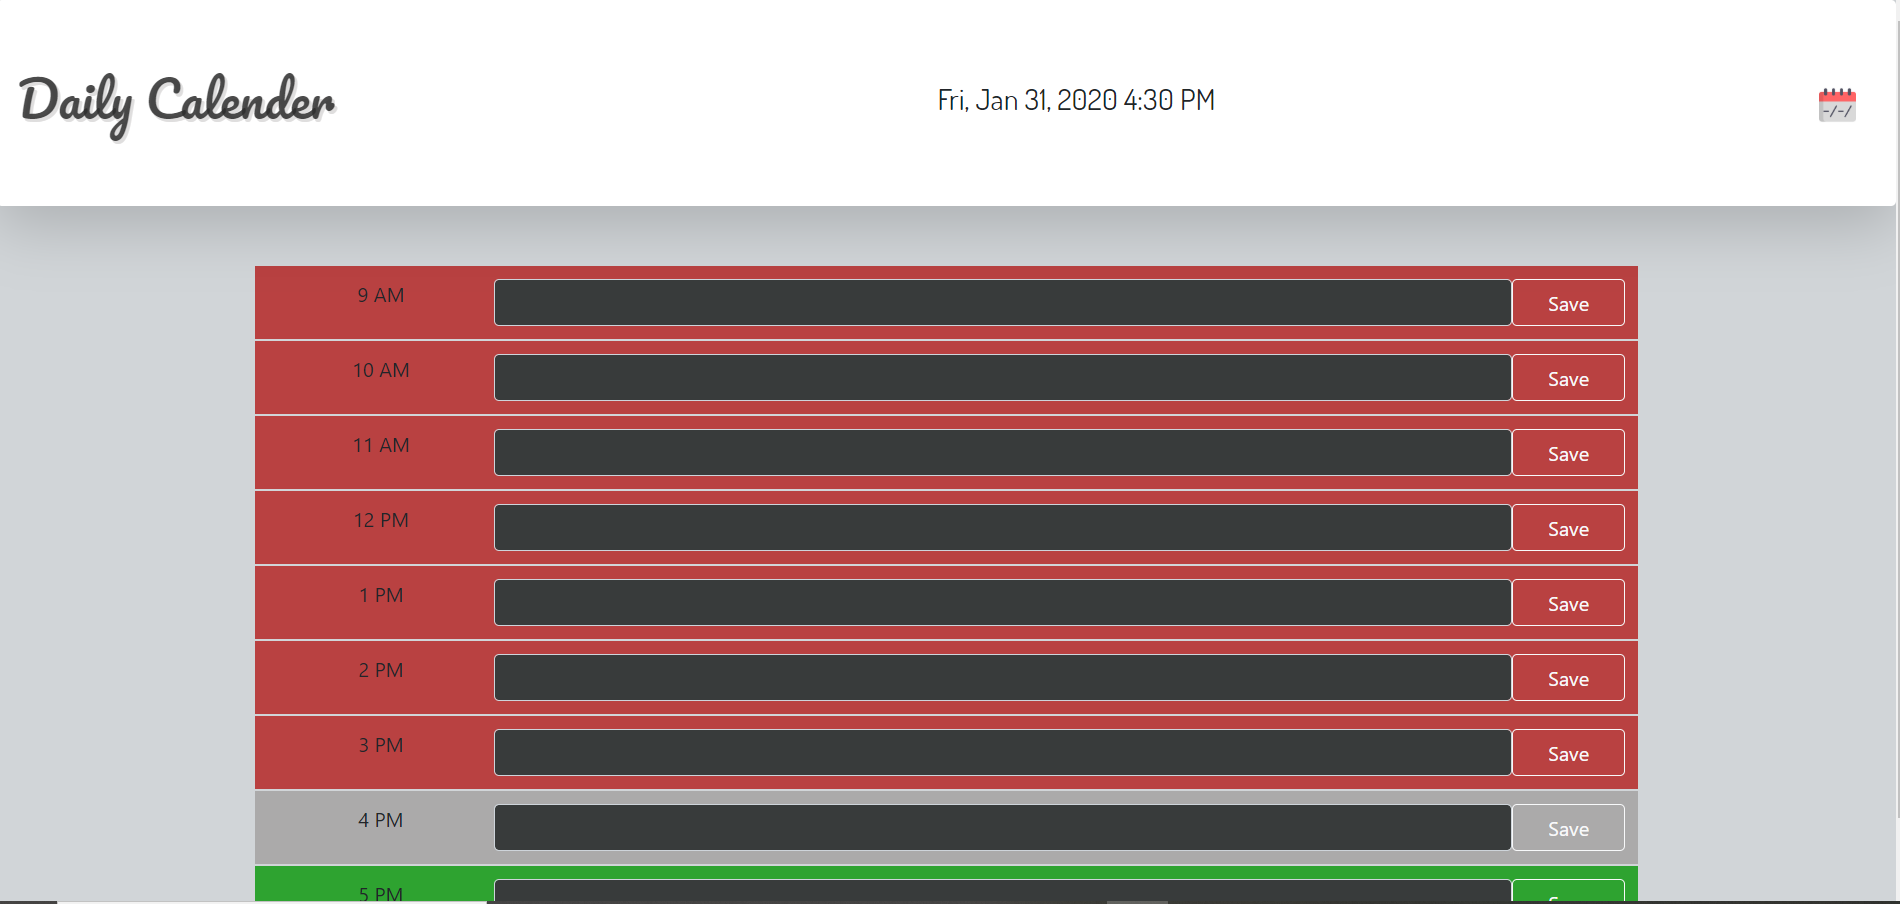 Daily Calender
Fri, Jan 31, 2020 4:30 PM
-/-/
9 AM Save
10 AM Save
11 AM Save
12 PM Save
1 PM Save
2 PM Save
3 PM Save
4 PM Save
5 PM